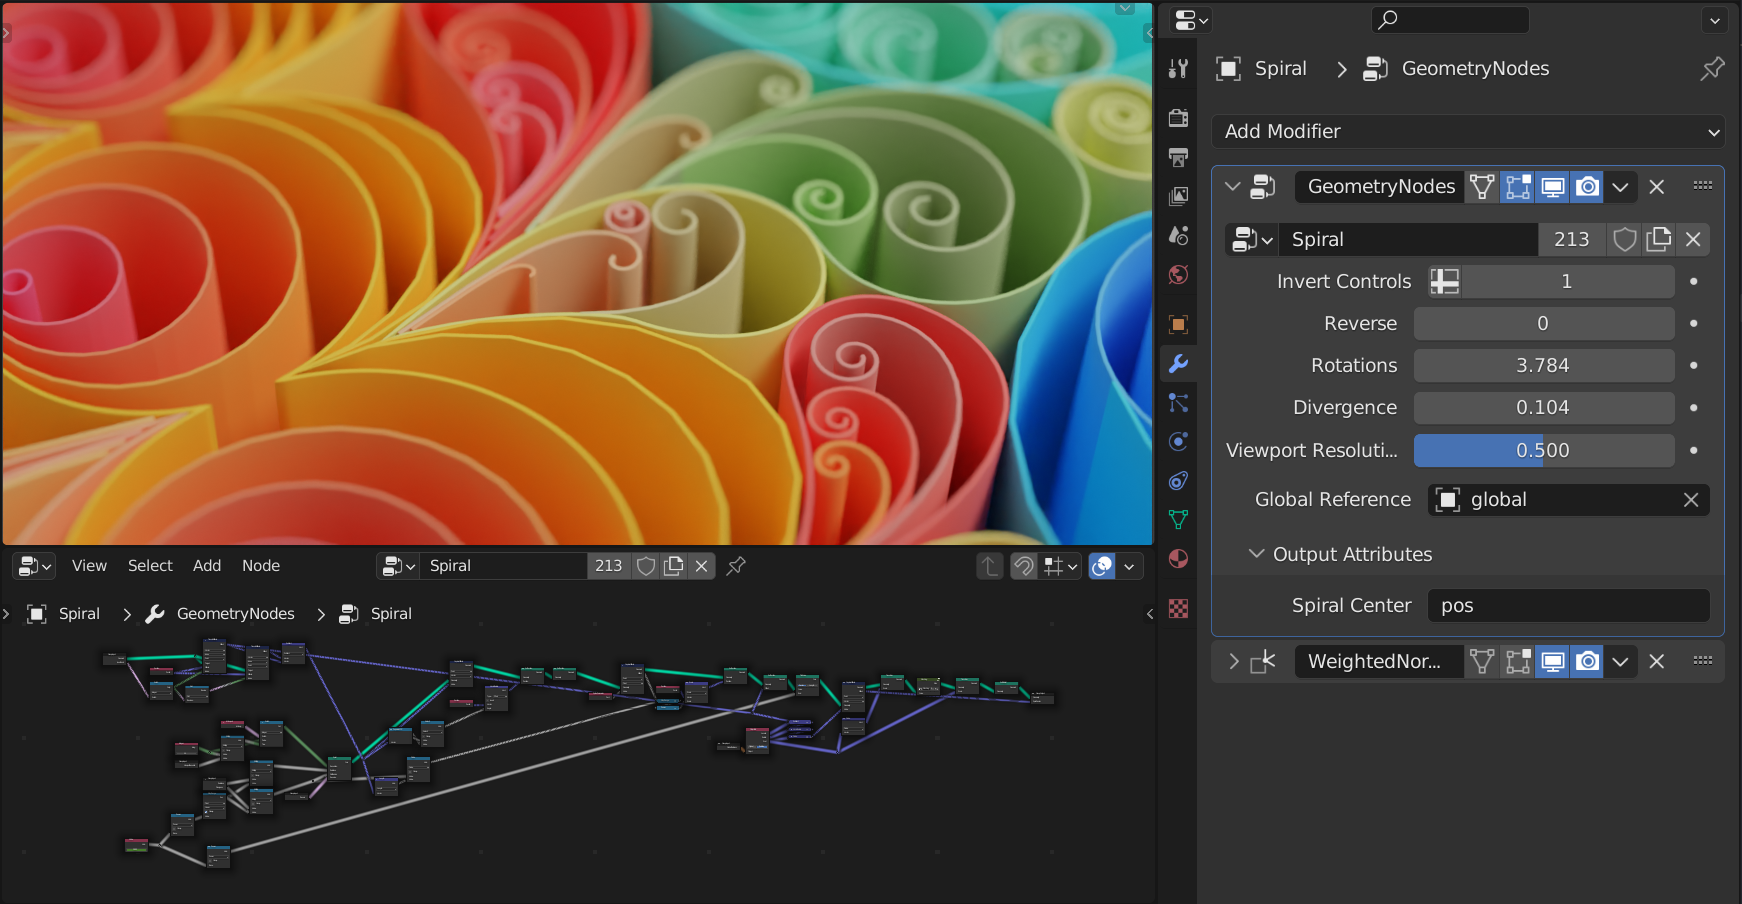 Spiral
GeometryNodes
Add Modifier
GeometryNodes
Spiral
213
Invert Controls
1
Reverse
0
Rotations
3.784
Divergence
0.104
Viewport Resoluti...
0.500
Global Reference
global
Output Attributes
Spiral Center
pos
WeightedNor...
View
Select
Add
Node
Spiral
213
Spiral
GeometryNodes
Spiral